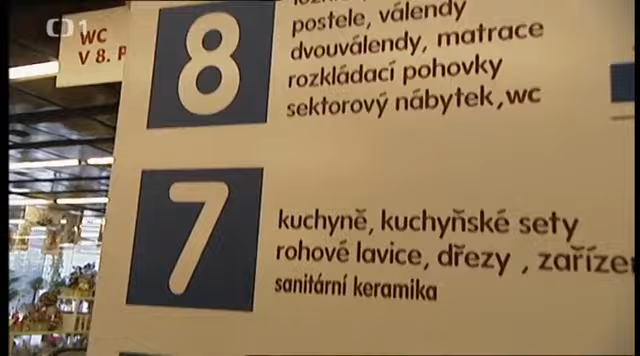 ČT1
WC
V 8. P
8
postele, válendy
dvouválendy, matrace
rozkládací pohovky
sektorový nábytek,wc
7
kuchyně, kuchyňské sety
rohové lavice, dřezy , zaříze
sanitární keramika